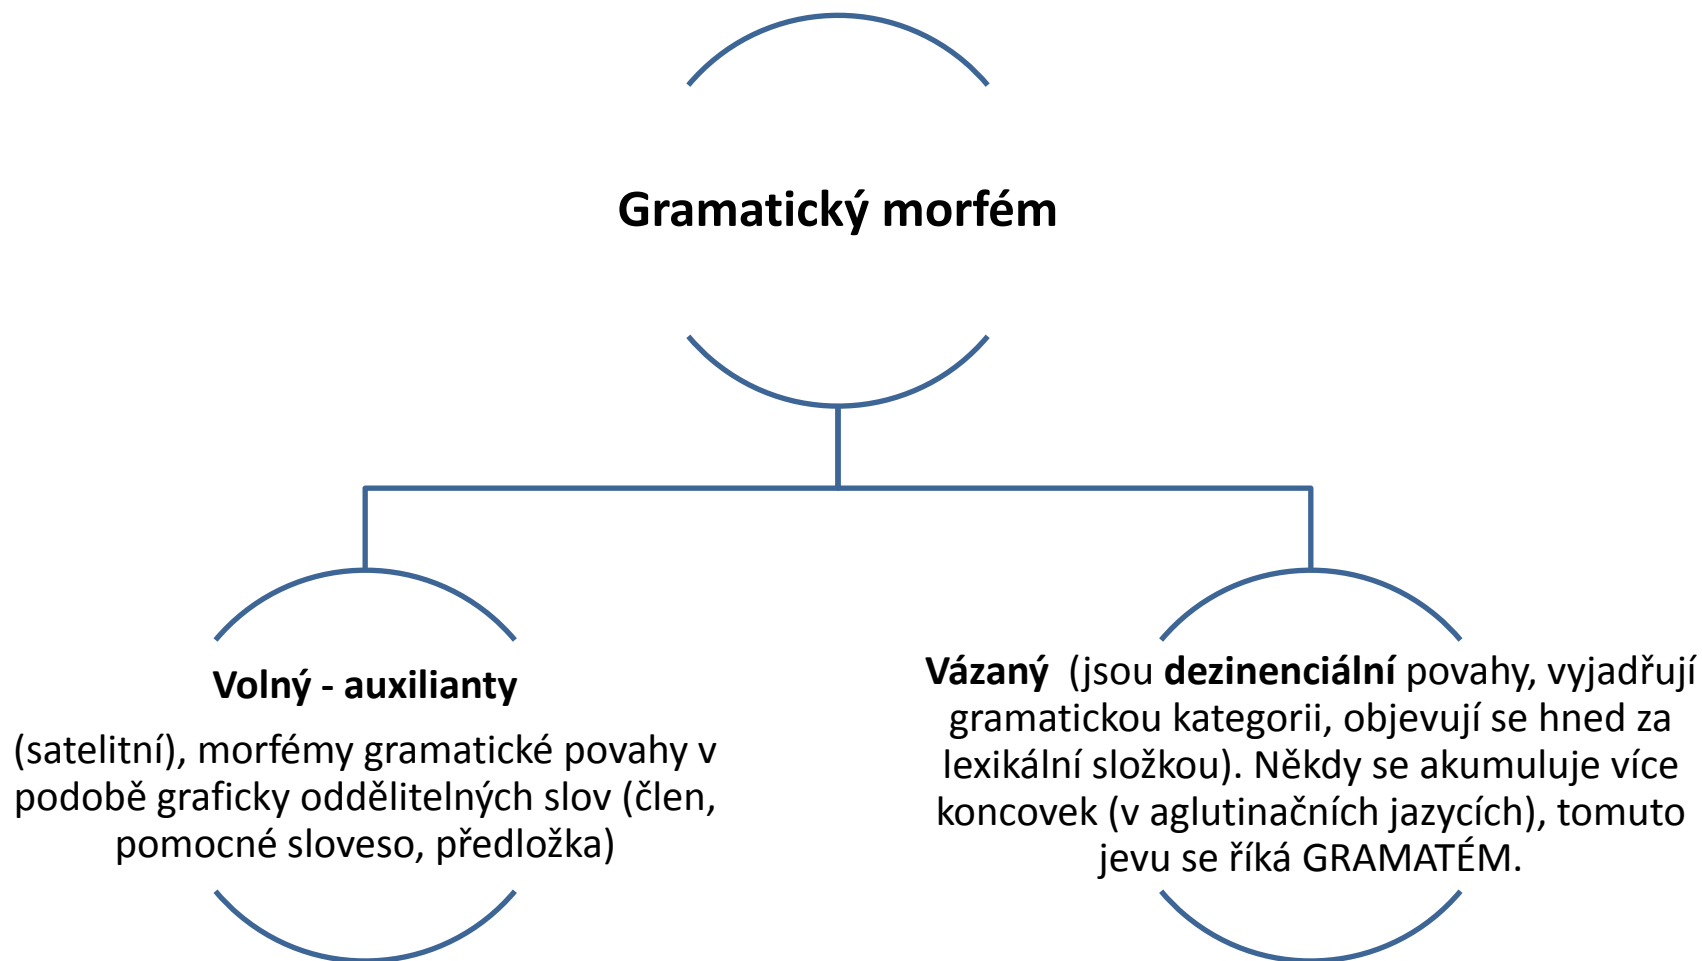 Gramatický morfém
Volný - auxilianty
(satelitní), morfémy gramatické povahy v
podobě graficky oddělitelných slov (člen,
pomocné sloveso, předložka)
Vázaný (jsou dezinenciální povahy, vyjadřují
gramatickou kategorii, objevují se hned za
lexikální složkou). Někdy se akumuluje více
koncovek (v aglutinačních jazycích), tomuto
jevu se říká GRAMATÉM.